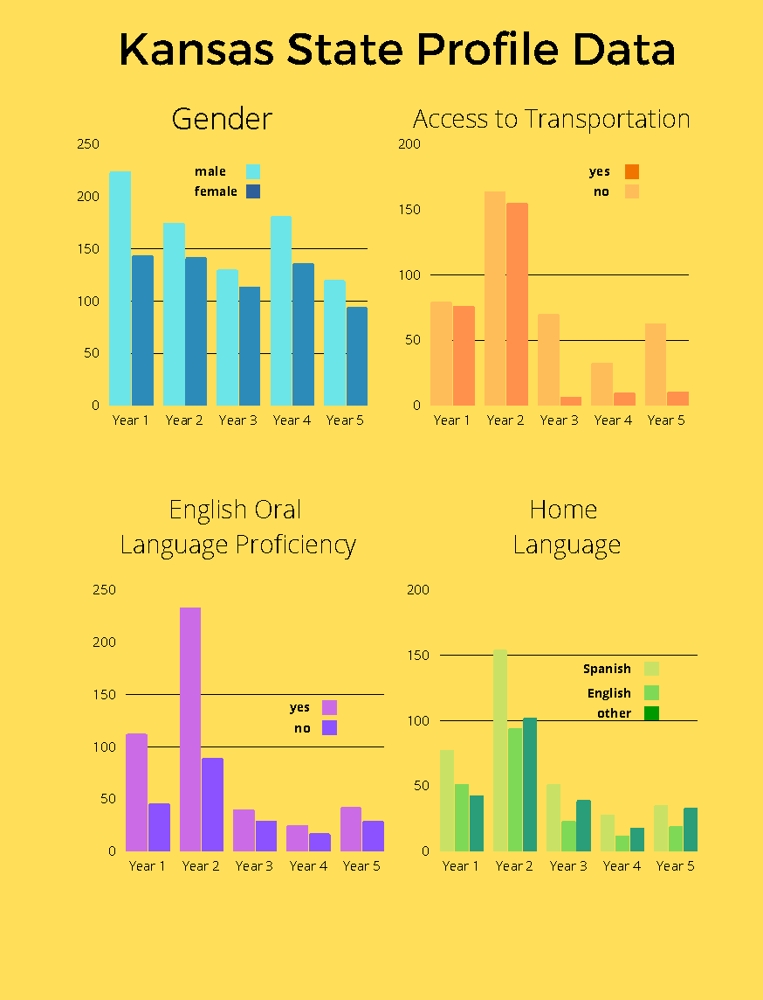 Kansas State Profile Data
Gender
250
200
150
100
50
0
male
female
Year 1 Year 2 Year 3 Year 4 Year 5
Access to Transportation
200
150
100
50
0
yes
no
Year 1 Year 2 Year 3 Year 4 Year 5
English Oral
Language Proficiency
250
200
150
100
50
0
yes
no
Year 1 Year 2 Year 3 Year 4 Year 5
Home
Language
200
150
100
50
0
Spanish
English
other
Year 1 Year 2 Year 3 Year 4 Year 5